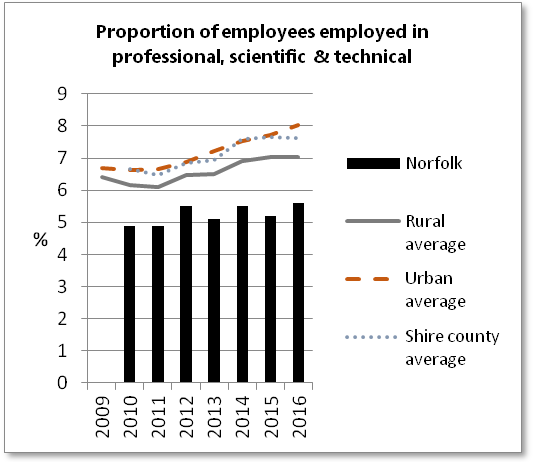 Proportion of employees employed in
professional, scientific & technical
9
8
7
6
5
4
3
2
1
0
%
2009
2010
2011
2012
2013
2014
2015
2016
Norfolk
Rural
average
Urban
average
Shire county
average